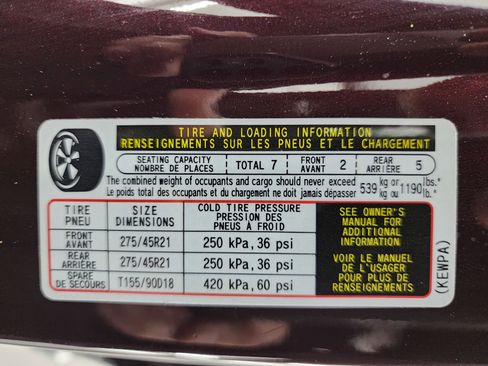 TIRE AND LOADING INFORMATION
RENSEIGNEMENTS SUR LES PNEUS ET LE CHARGEMENT
SEATING CAPACITY
NOMBRE DE PLACES
TOTAL 7
FRONT
AVANT 2
REAR
ARRIÈRE 5
The combined weight of occupants and cargo should never exceed
Le poids total des occupants et du chargement ne doit jamais dépasser
539 kg or kg ou 1190 lbs. lb.
TIRE
PNEU
SIZE
DIMENSIONS
COLD TIRE PRESSURE
PRESSION DES
PNEUS À FROID
FRONT
AVANT
275/45R21
250 kPa, 36 psi
REAR
ARRIÈRE
275/45R21
250 kPa, 36 psi
SPARE
DE SECOURS
T155/90D18
420 kPa, 60 psi
SEE OWNER'S
MANUAL FOR
ADDITIONAL
INFORMATION
VOIR LE MANUEL
DE L'USAGER
POUR PLUS DE
RENSEIGNEMENTS
(KEWPA)